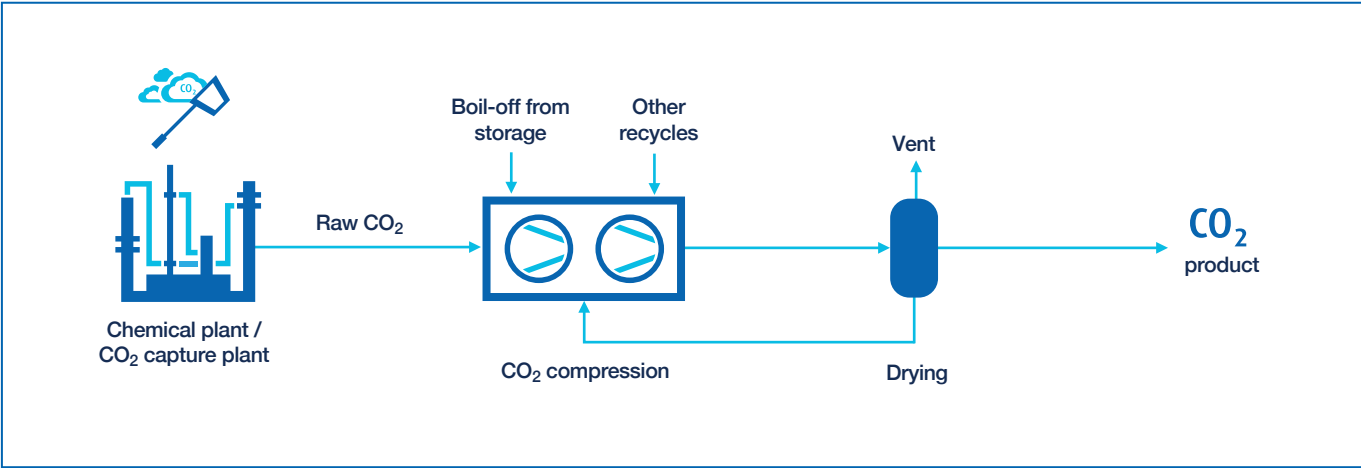 CO₂
Boil-off from
storage
Other
recycles
Vent
Raw CO₂
CO₂
product
Chemical plant /
CO₂ capture plant
CO₂ compression
Drying